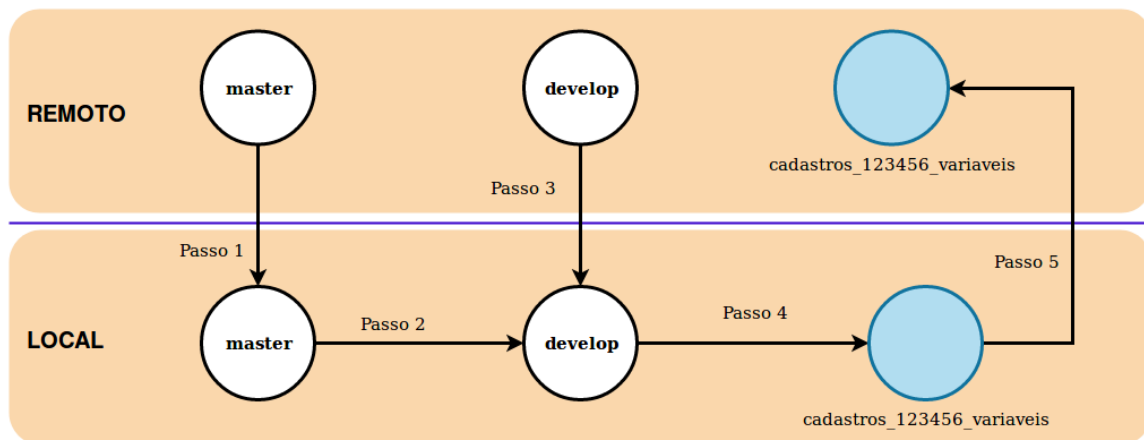 master
develop
REMOTO
cadastros_123456_variaveis
Passo 3
Passo 1
Passo 5
Passo 2
Passo 4
LOCAL
master
develop
cadastros_123456_variaveis